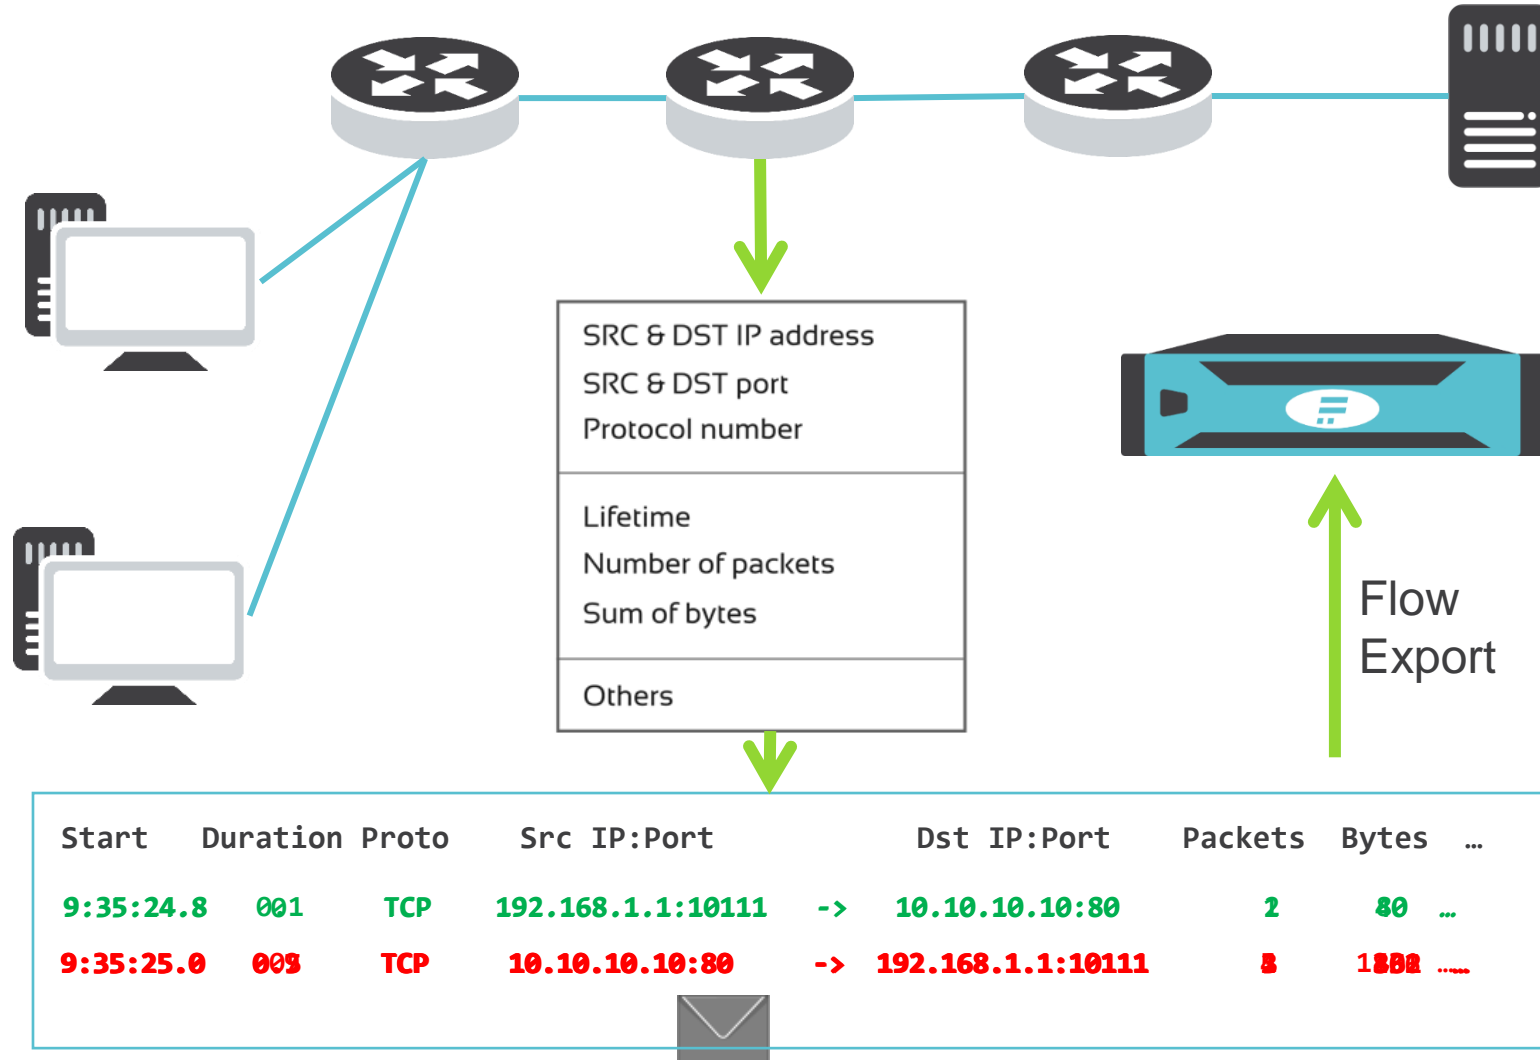 SRC & DST IP address
SRC & DST port
Protocol number
Lifetime
Number of packets
Sum of bytes
Others
Flow
Export
Start Duration Proto Src IP:Port Dst IP:Port Packets Bytes …
9:35:24.8 TCP 192.168.1.1:10111 -> 10.10.10.10:80 …
9:35:25.0 TCP 10.10.10.10:80 -> 192.168.1.1:10111 …